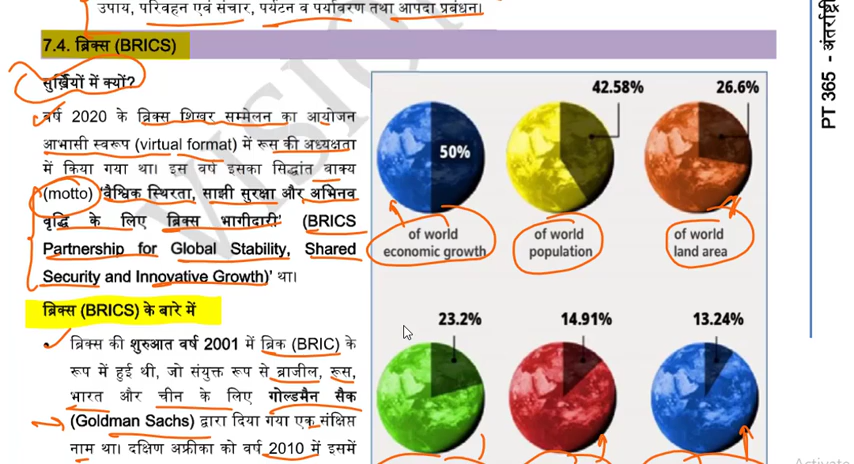 उपाय, परिवहन एवं संचार, पर्यटन व पर्यावरण तथा आपदा प्रबंधन।
7.4. ब्रिक्स (BRICS)
सुर्ख़ियों में क्यों?
वर्ष 2020 के ब्रिक्स शिखर सम्मेलन का आयोजन
आभासी स्वरूप (virtual format) में रूस की अध्यक्षता
में किया गया था। इस वर्ष इसका सिद्धांत वाक्य
(motto) 'वैश्विक स्थिरता, साझी सुरक्षा और अभिनव
वृद्धि के लिए ब्रिक्स भागीदारी' (BRICS
Partnership for Global Stability, Shared
Security and Innovative Growth)' था।
ब्रिक्स (BRICS) के बारे में
ब्रिक्स की शुरुआत वर्ष 2001 में ब्रिक (BRIC) के
रूप में हुई थी, जो संयुक्त रूप से ब्राजील, रूस,
भारत और चीन के लिए गोल्डमैन सैक
(Goldman Sachs) द्वारा दिया गया एक संक्षिप्त
नाम था। दक्षिण अफ्रीका को वर्ष 2010 में इसमें
50%
of world
economic growth
42.58%
of world
population
26.6%
of world
land area
23.2%
14.91%
13.24%
PT 365 - अंतर्राष्ट्री
VISION
Activate